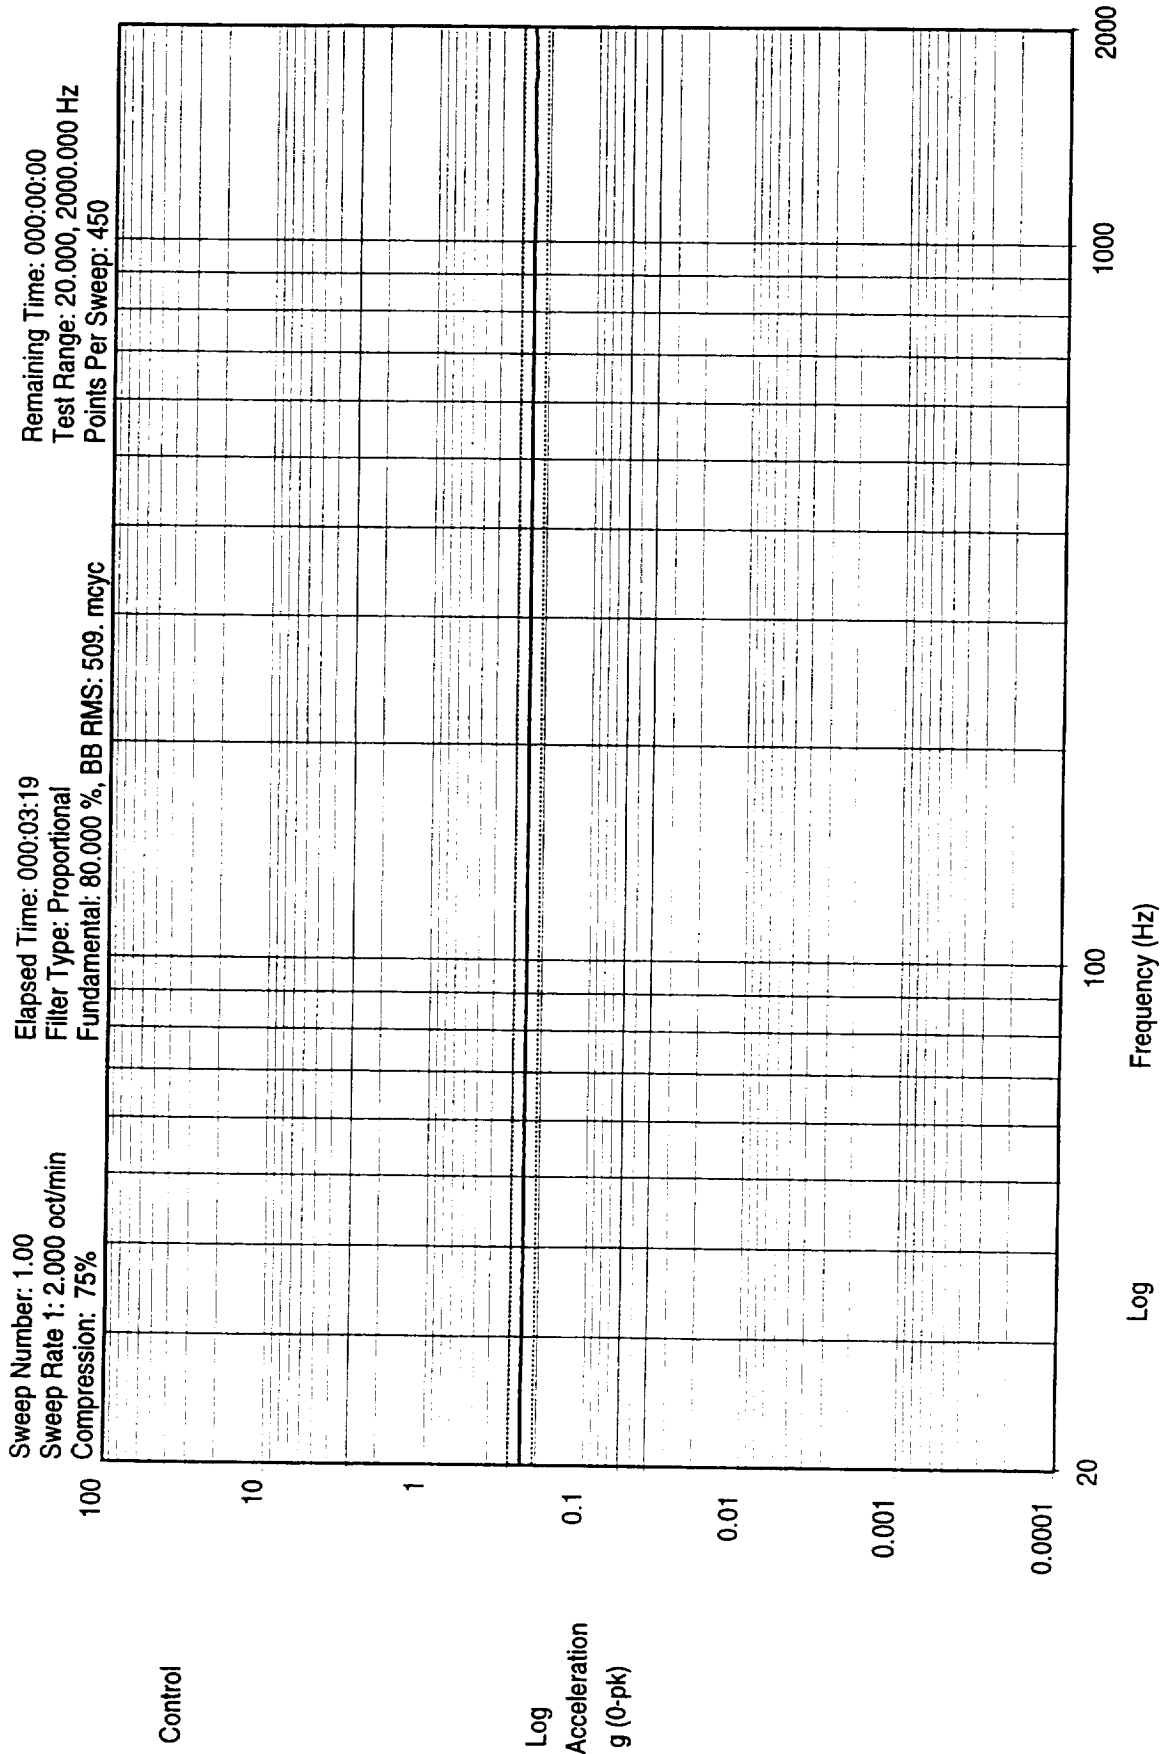 Sweep Number: 1.00
Elapsed Time: 000:03:19
Remaining Time: 000:00:00
Sweep Rate 1: 2.000 oct/min
Filter Type: Proportional
Test Range: 20.000, 2000.000 Hz
Compression: 75%
Fundamental: 80.000 %, BB RMS: 509. mcyc
Points Per Sweep: 450
Control
100
10
1
Log
Acceleration
g (0-pk)
0.1
0.01
0.001
0.0001
20
100
1000
2000
Log
Frequency (Hz)